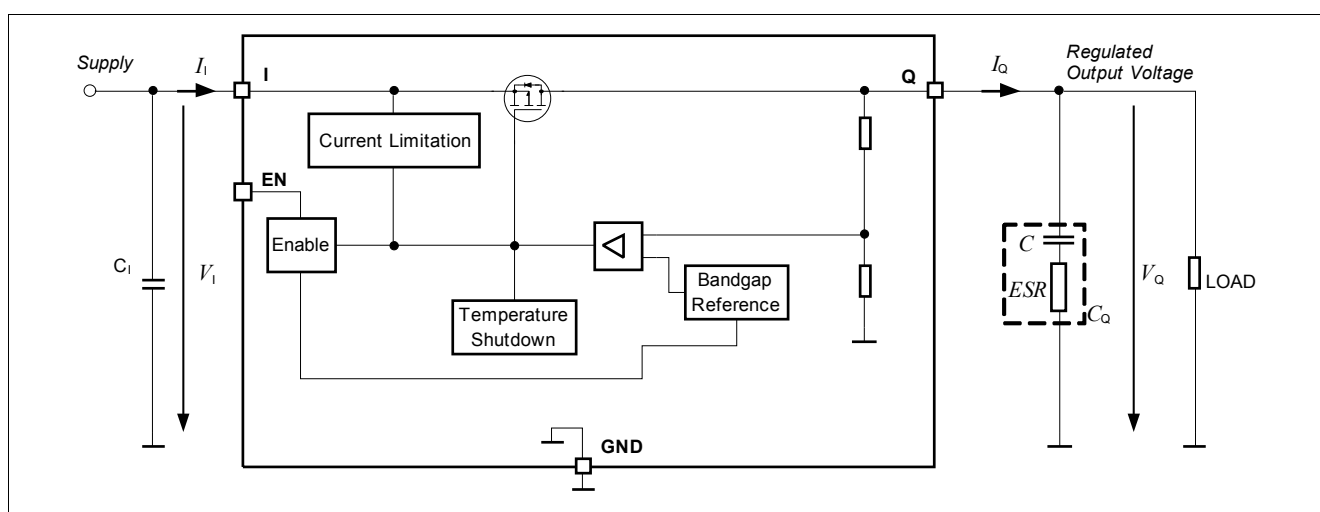 Supply
I_I
I
Q
I_Q
Regulated
Output Voltage
Current Limitation
EN
Enable
C_I
V_I
Bandgap
Reference
Temperature
Shutdown
C
ESR
C_Q
V_Q
LOAD
GND